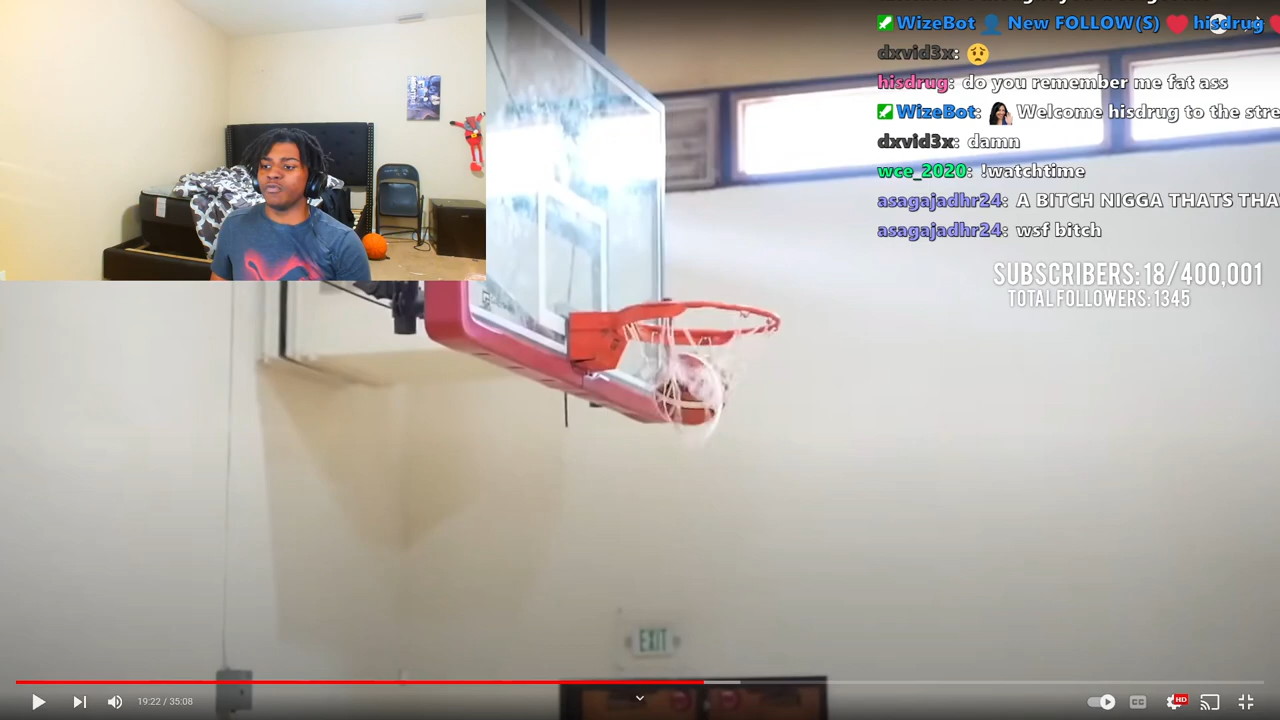 WizeBot New FOLLOW(S) hisdrug
dxvid3x:
hisdrug: do you remember me fat ass
WizeBot: Welcome hisdrug to the stre
dxvid3x: damn
wce_2020: !watchtime
asagajadhr24: A BITCH NIGGA THATS THA
asagajadhr24: wsf bitch
SUBSCRIBERS: 18/400,001
TOTAL FOLLOWERS: 1345
EXIT
19:22 / 35:08
CC
HD